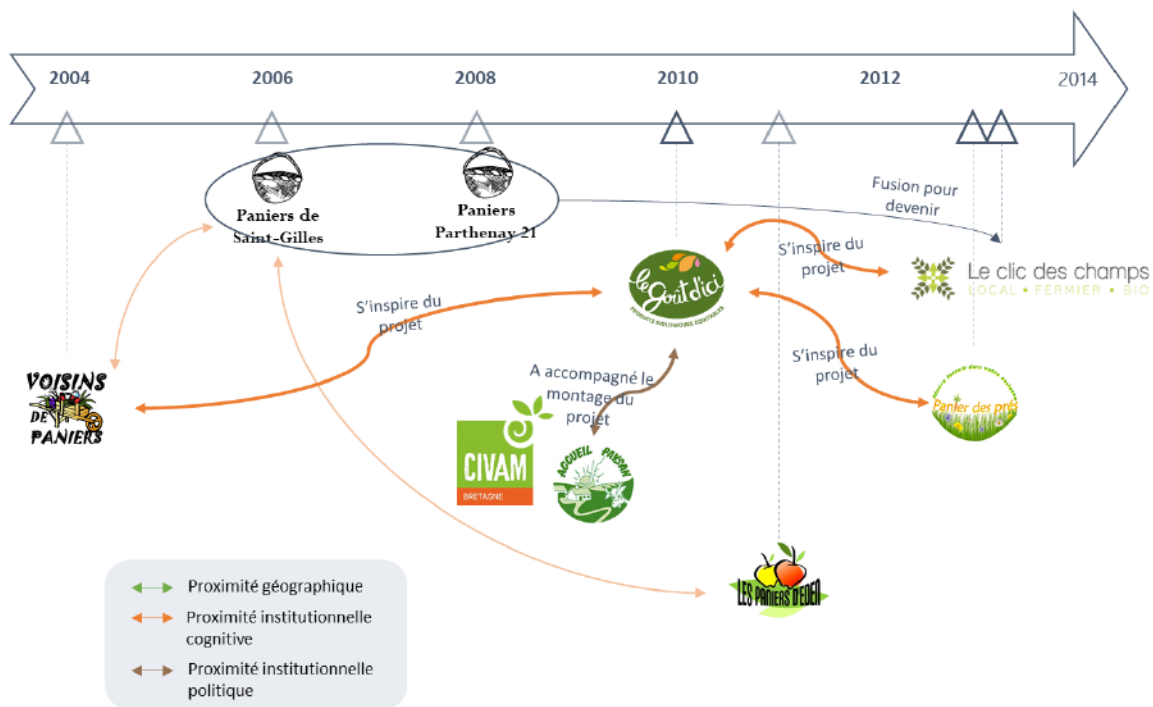 2004
2006
2008
2010
2012
2014
Paniers de
Saint-Gilles
Paniers
Parthenay 21
Fusion pour
devenir
S'inspire du
projet
le goût d'ici
PRODUITS BIOLOGIQUES, ÉQUITABLES
S'inspire du
projet
Le clic des champs
LOCAL • FERMIER • BIO
S'inspire du
projet
A accompagné le
montage du
projet
VOISINS
DE
PANIERS
Panier des prés
CIVAM
BRETAGNE
ACCUEIL PAYSAN
LES PANIERS D'EDEN
Proximité géographique
Proximité institutionnelle
cognitive
Proximité institutionnelle
politique